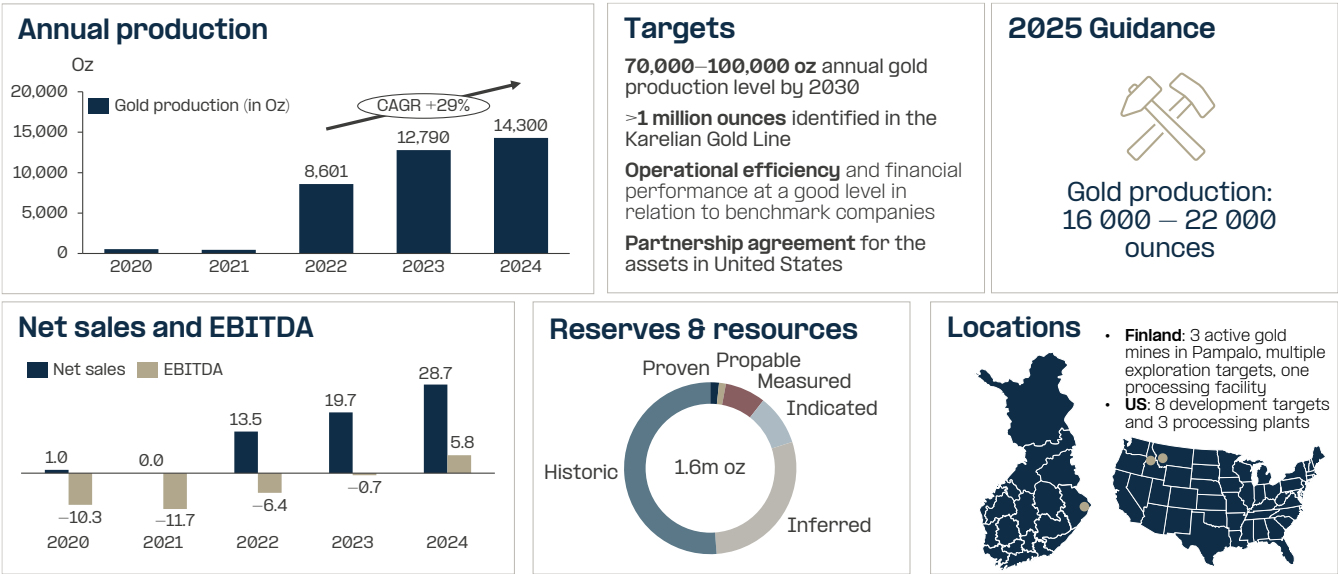 Annual production
Oz
20,000
15,000
10,000
5,000
0
Gold production (in Oz)
CAGR +29%
8,601
12,790
14,300
2020
2021
2022
2023
2024
Targets
70,000–100,000 oz annual gold
production level by 2030
>1 million ounces identified in the
Karelian Gold Line
Operational efficiency and financial
performance at a good level in
relation to benchmark companies
Partnership agreement for the
assets in United States
2025 Guidance
Gold production:
16 000 – 22 000
ounces
Net sales and EBITDA
Net sales
EBITDA
1.0
−10.3
0.0
−11.7
13.5
−6.4
19.7
−0.7
28.7
5.8
2020
2021
2022
2023
2024
Reserves & resources
Proven
Propable
Measured
Indicated
Historic
1.6m oz
Inferred
Locations
• Finland: 3 active gold
mines in Pampalo, multiple
exploration targets, one
processing facility
• US: 8 development targets
and 3 processing plants